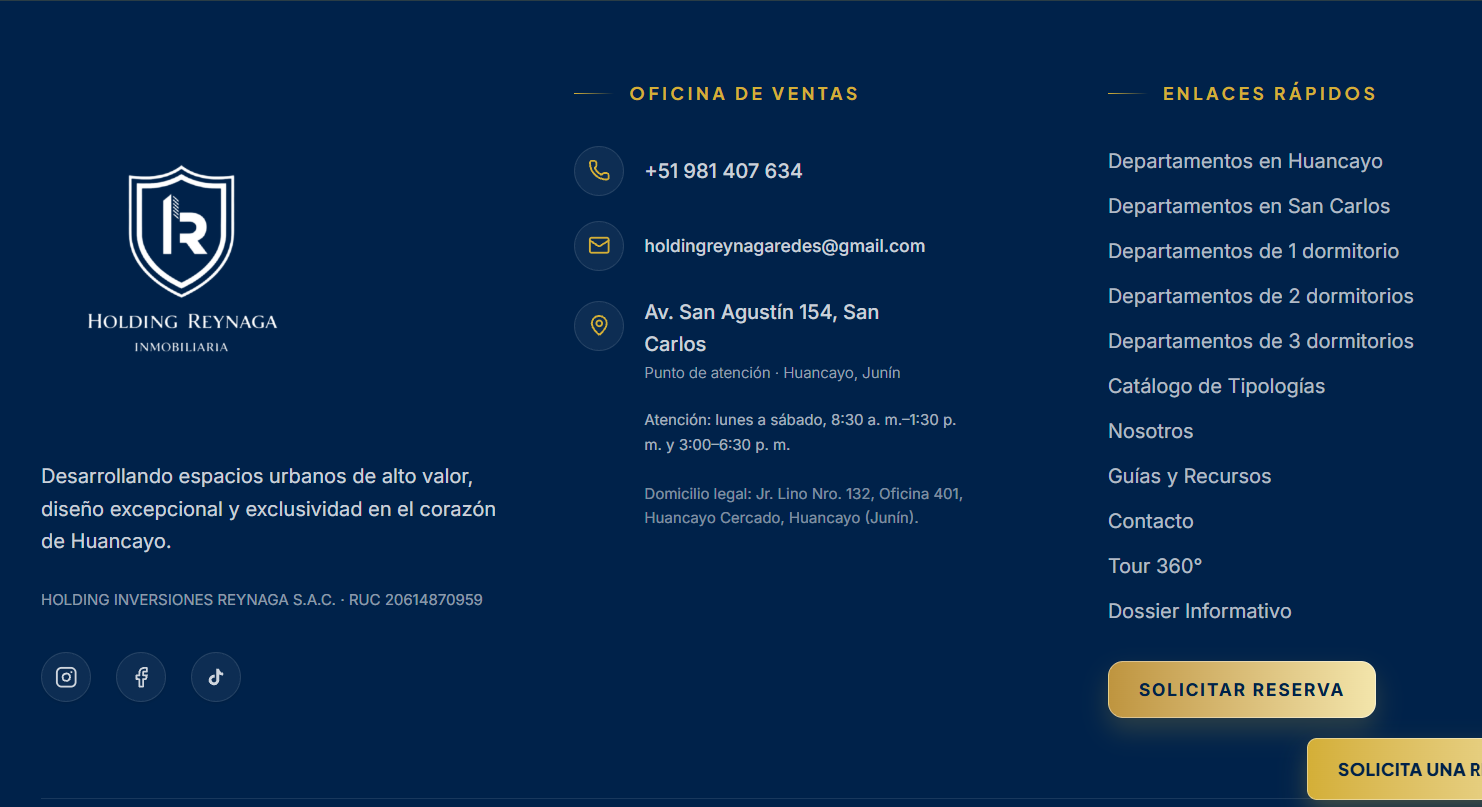 HOLDING REYNAGA
INMOBILIARIA
Desarrollando espacios urbanos de alto valor,
diseño excepcional y exclusividad en el corazón
de Huancayo.
HOLDING INVERSIONES REYNAGA S.A.C. · RUC 20614870959
OFICINA DE VENTAS
+51 981 407 634
holdingreynagaredes@gmail.com
Av. San Agustín 154, San
Carlos
Punto de atención · Huancayo, Junín
Atención: lunes a sábado, 8:30 a. m.–1:30 p.
m. y 3:00–6:30 p. m.
Domicilio legal: Jr. Lino Nro. 132, Oficina 401,
Huancayo Cercado, Huancayo (Junín).
ENLACES RÁPIDOS
Departamentos en Huancayo
Departamentos en San Carlos
Departamentos de 1 dormitorio
Departamentos de 2 dormitorios
Departamentos de 3 dormitorios
Catálogo de Tipologías
Nosotros
Guías y Recursos
Contacto
Tour 360°
Dossier Informativo
SOLICITAR RESERVA
SOLICITA UNA R